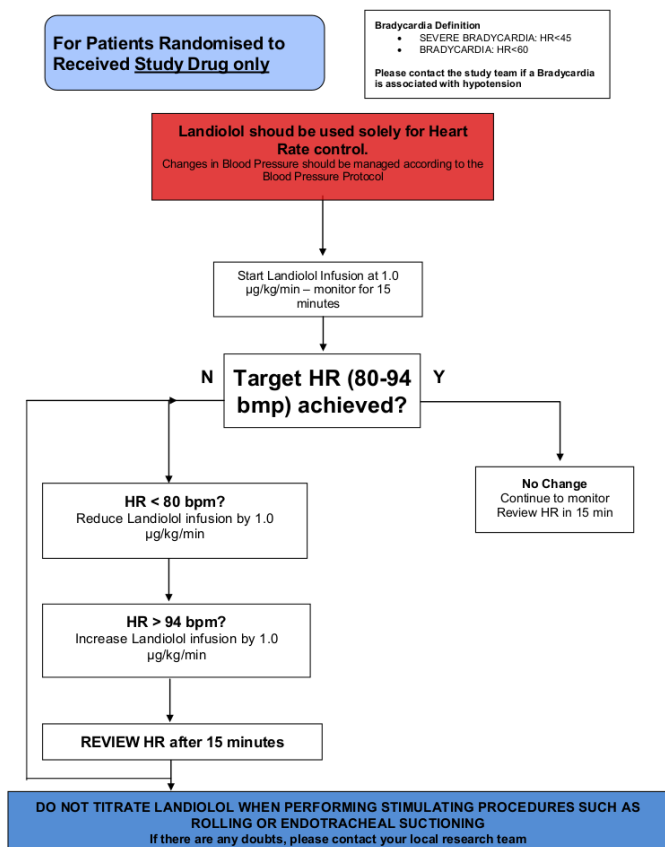 For Patients Randomised to
Received Study Drug only
Bradycardia Definition
• SEVERE BRADYCARDIA: HR<45
• BRADYCARDIA: HR<60
Please contact the study team if a Bradycardia
is associated with hypotension
Landiolol shoud be used solely for Heart
Rate control.
Changes in Blood Pressure should be managed according to the
Blood Pressure Protocol
Start Landiolol Infusion at 1.0
µg/kg/min – monitor for 15
minutes
N
Target HR (80-94
bmp) achieved?
Y
No Change
Continue to monitor
Review HR in 15 min
HR < 80 bpm?
Reduce Landiolol infusion by 1.0
µg/kg/min
HR > 94 bpm?
Increase Landiolol infusion by 1.0
µg/kg/min
REVIEW HR after 15 minutes
DO NOT TITRATE LANDIOLOL WHEN PERFORMING STIMULATING PROCEDURES SUCH AS
ROLLING OR ENDOTRACHEAL SUCTIONING
If there are any doubts, please contact your local research team